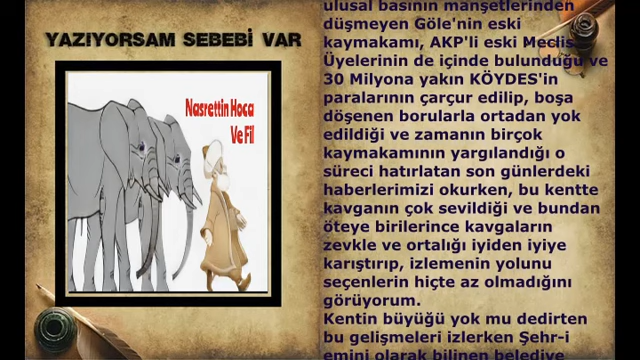 YAZIYORSAM SEBEBİ VAR
Nasrettin Hoca
Ve Fil
ulusal basının manşetlerinden
düşmeyen Göle'nin eski
kaymakamı, AKP'li eski Meclis
Üyelerinin de içinde bulunduğu ve
30 Milyona yakın KÖYDES'in
paralarının çarçur edilip, boşa
döşenen borularla ortadan yok
edildiği ve zamanın birçok
kaymakamının yargılandığı o
süreci hatırlatan son günlerdeki
haberlerimizi okurken, bu kentte
kavganın çok sevildiği ve bundan
öteye birilerince kavgaların
zevkle ve ortalığı iyiden iyiye
karıştırıp, izlemenin yolunu
seçenlerin hiçte az olmadığını
görüyorum.
Kentin büyüğü yok mu dedirten
bu gelişmeleri izlerken Şehr-i
emini olarak bilinen belediye